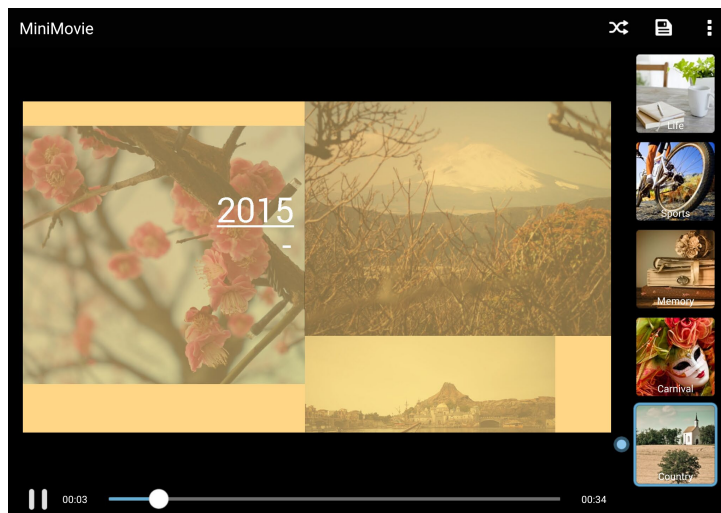 MiniMovie
2015
-
Life
Sports
Memory
Carnival
Country
00:03
00:34